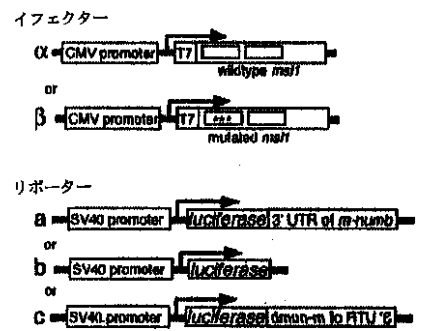 イフェクター
α CMV promoter T7
wildtype msi1
or
β CMV promoter T7 ***
mutated msi1
リポーター
a SV40 promoter luciferase 3' UTR of m-numb
or
b SV40 promoter luciferase
or
c SV40 promoter luciferase